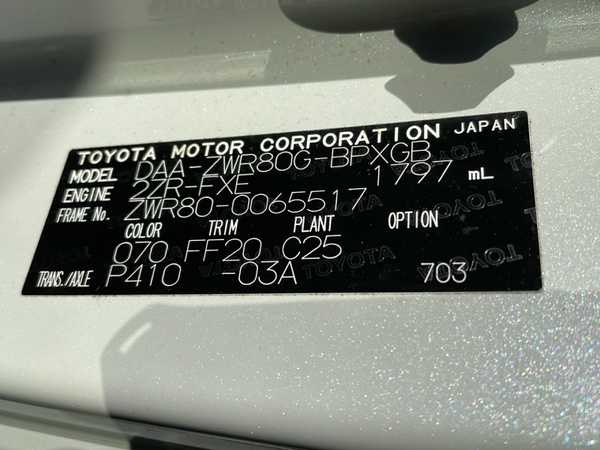 TOYOTA MOTOR CORPORATION JAPAN
MODEL DAA-ZWR80G-BPXGB
ENGINE 2ZR-FXE 1797 mL
FRAME No. ZWR80-0065517
COLOR TRIM PLANT OPTION
070 FF20 C25
TRANS./AXLE P410 -03A 703